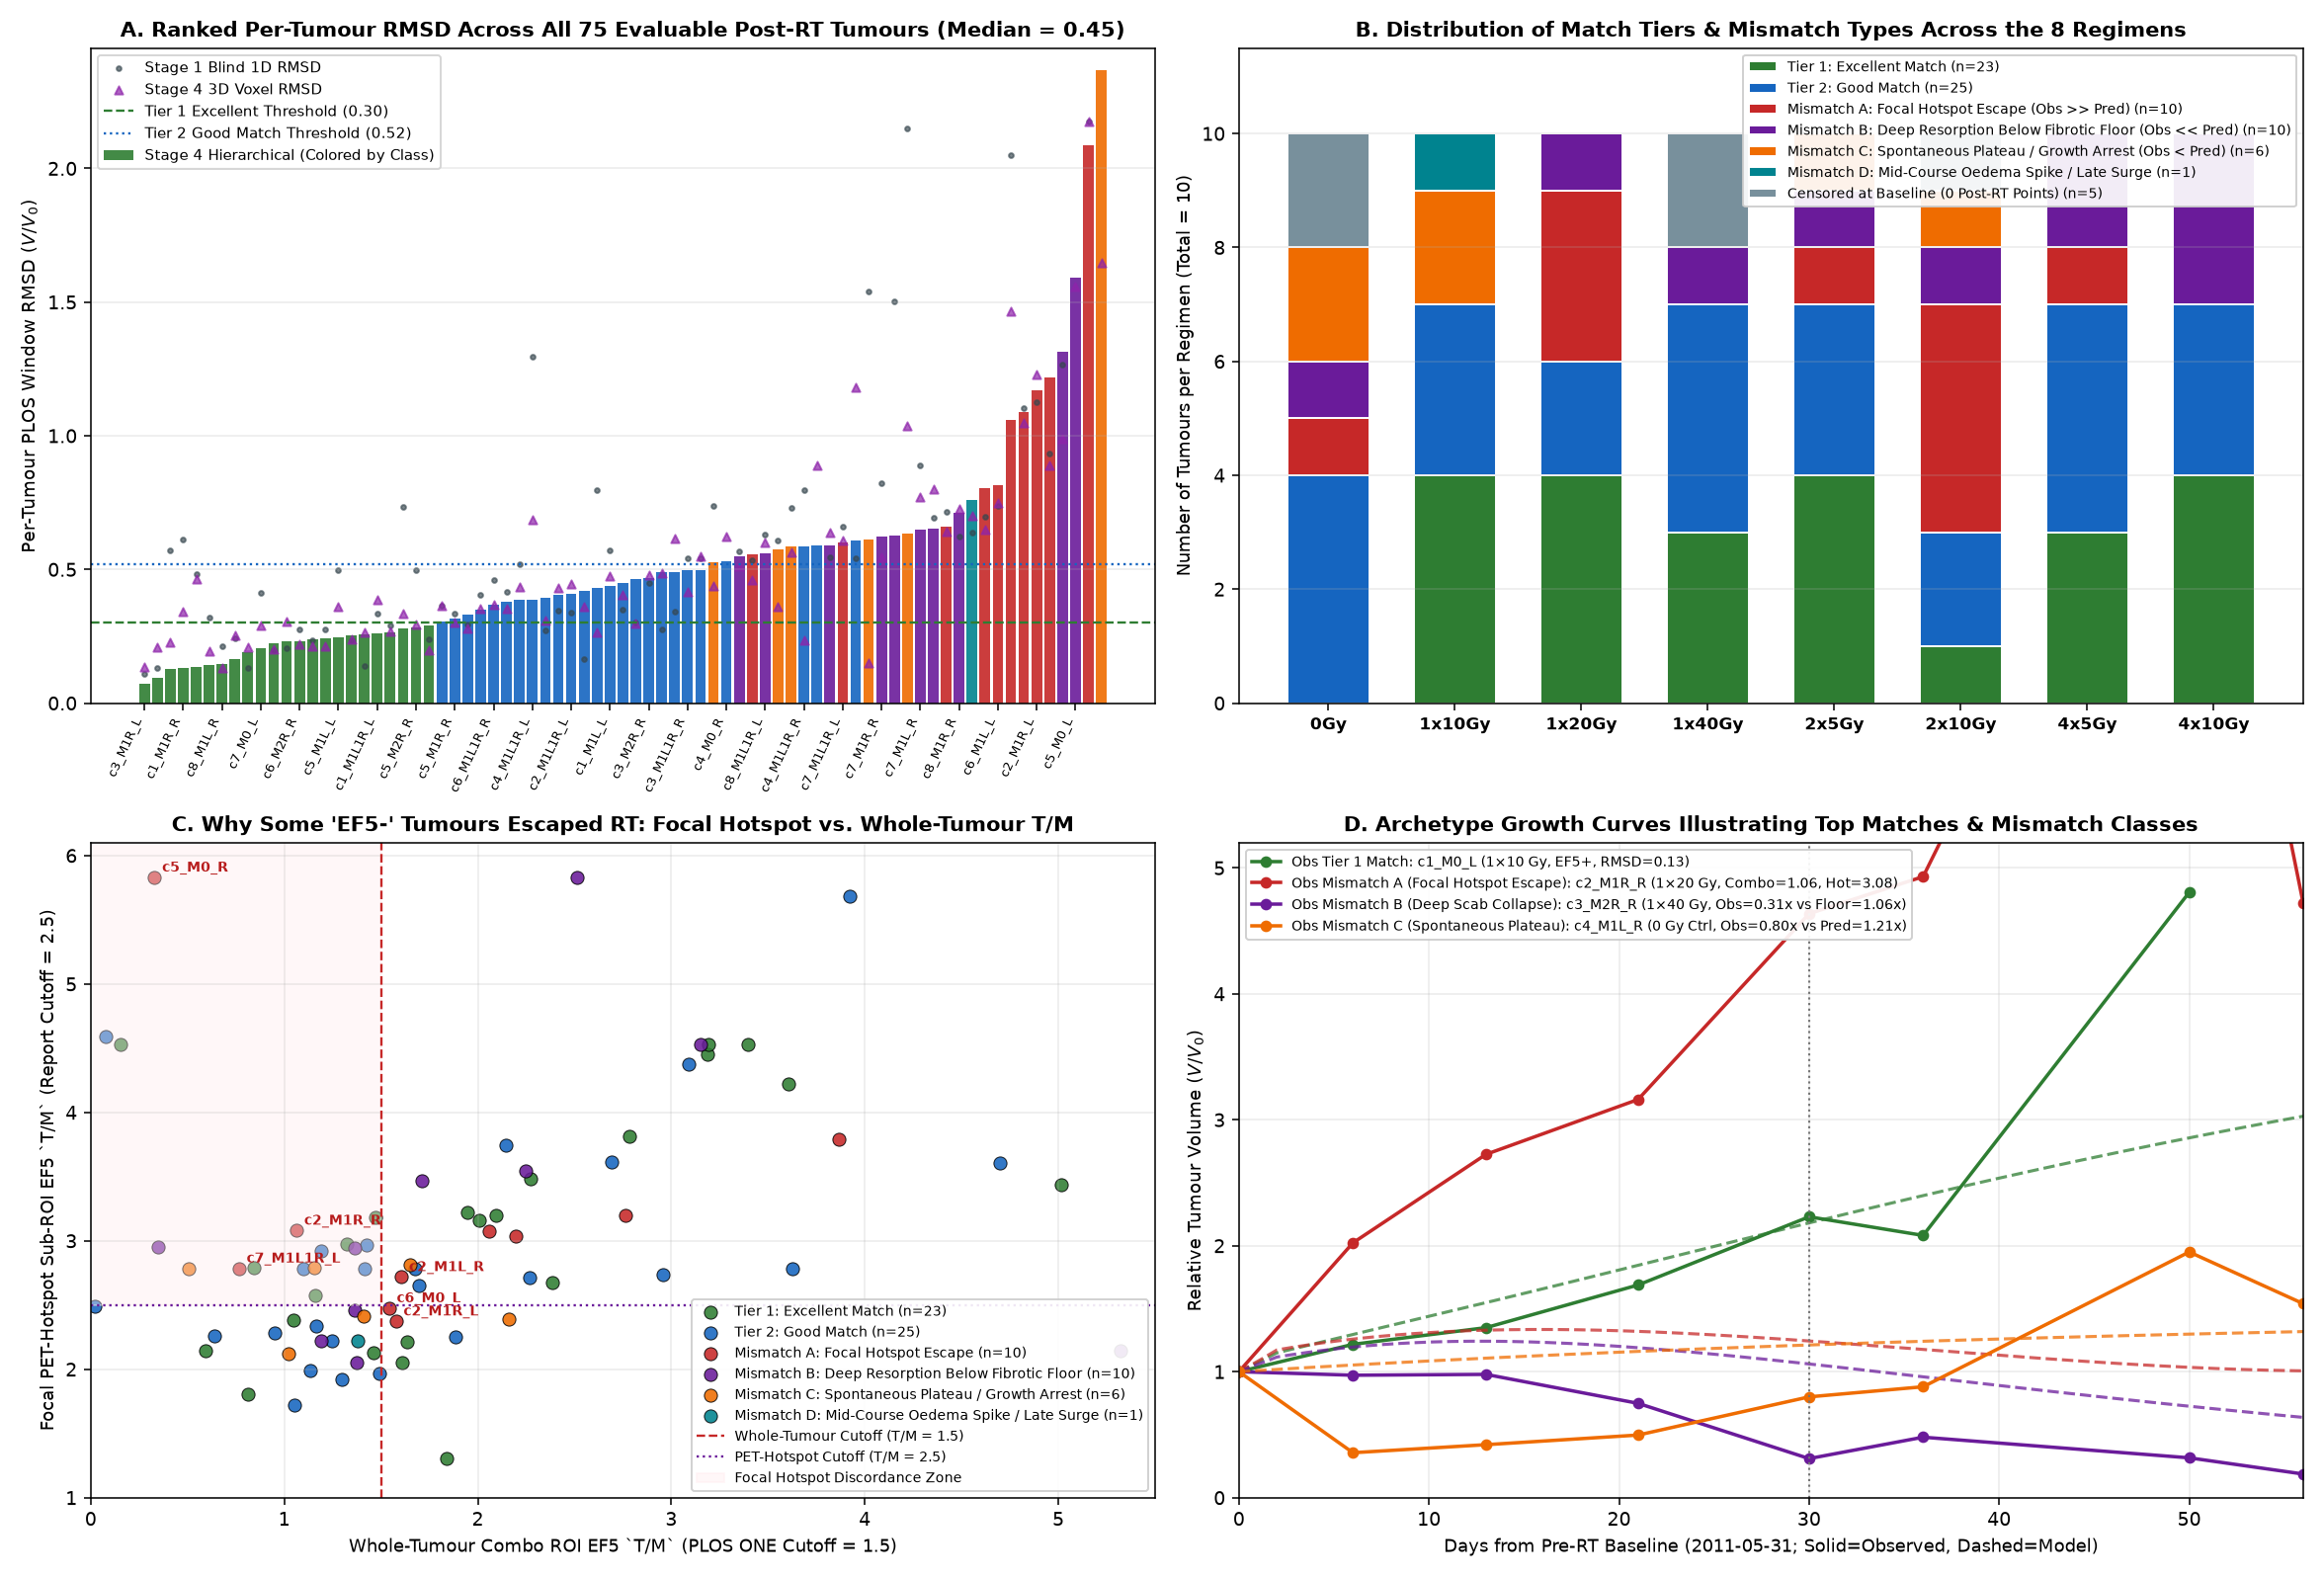 A. Ranked Per-Tumour RMSD Across All 75 Evaluable Post-RT Tumours (Median = 0.45)
Stage 1 Blind 1D RMSD
Stage 4 3D Voxel RMSD
Tier 1 Excellent Threshold (0.30)
Tier 2 Good Match Threshold (0.52)
Stage 4 Hierarchical (Colored by Class)
Per-Tumour PLOS Window RMSD (V/V0)
2.0
1.5
1.0
0.5
0.0
c3_M1R_L
c1_M1R_R
c8_M1L_R
c7_M0_L
c6_M2R_R
c5_M1L_L
c1_M1L1R_L
c5_M2R_R
c5_M1R_R
c6_M1L1R_R
c4_M1L1R_L
c2_M1L1R_L
c1_M1L_L
c3_M2R_R
c3_M1L1R_R
c4_M0_R
c8_M1L1R_L
c4_M1L1R_R
c7_M1L1R_L
c7_M1R_R
c7_M1L_R
c8_M1R_R
c6_M1L_L
c2_M1R_L
c5_M0_L
B. Distribution of Match Tiers & Mismatch Types Across the 8 Regimens
Tier 1: Excellent Match (n=23)
Tier 2: Good Match (n=25)
Mismatch A: Focal Hotspot Escape (Obs >> Pred) (n=10)
Mismatch B: Deep Resorption Below Fibrotic Floor (Obs << Pred) (n=10)
Mismatch C: Spontaneous Plateau / Growth Arrest (Obs < Pred) (n=6)
Mismatch D: Mid-Course Oedema Spike / Late Surge (n=1)
Censored at Baseline (0 Post-RT Points) (n=5)
Number of Tumours per Regimen (Total = 10)
10
8
6
4
2
0
0Gy
1x10Gy
1x20Gy
1x40Gy
2x5Gy
2x10Gy
4x5Gy
4x10Gy
C. Why Some 'EF5-' Tumours Escaped RT: Focal Hotspot vs. Whole-Tumour T/M
Focal PET-Hotspot Sub-ROI EF5 `T/M` (Report Cutoff = 2.5)
6
5
4
3
2
1
c5_M0_R
c2_M1R_R
c7_M1L1R_L
c2_M1L_R
c6_M0_L
c2_M1R_L
Tier 1: Excellent Match (n=23)
Tier 2: Good Match (n=25)
Mismatch A: Focal Hotspot Escape (n=10)
Mismatch B: Deep Resorption Below Fibrotic Floor (n=10)
Mismatch C: Spontaneous Plateau / Growth Arrest (n=6)
Mismatch D: Mid-Course Oedema Spike / Late Surge (n=1)
Whole-Tumour Cutoff (T/M = 1.5)
PET-Hotspot Cutoff (T/M = 2.5)
Focal Hotspot Discordance Zone
0
1
2
3
4
5
Whole-Tumour Combo ROI EF5 `T/M` (PLOS ONE Cutoff = 1.5)
D. Archetype Growth Curves Illustrating Top Matches & Mismatch Classes
Obs Tier 1 Match: c1_M0_L (1×10 Gy, EF5+, RMSD=0.13)
Obs Mismatch A (Focal Hotspot Escape): c2_M1R_R (1×20 Gy, Combo=1.06, Hot=3.08)
Obs Mismatch B (Deep Scab Collapse): c3_M2R_R (1×40 Gy, Obs=0.31x vs Floor=1.06x)
Obs Mismatch C (Spontaneous Plateau): c4_M1L_R (0 Gy Ctrl, Obs=0.80x vs Pred=1.21x)
Relative Tumour Volume (V/V0)
5
4
3
2
1
0
0
10
20
30
40
50
Days from Pre-RT Baseline (2011-05-31; Solid=Observed, Dashed=Model)